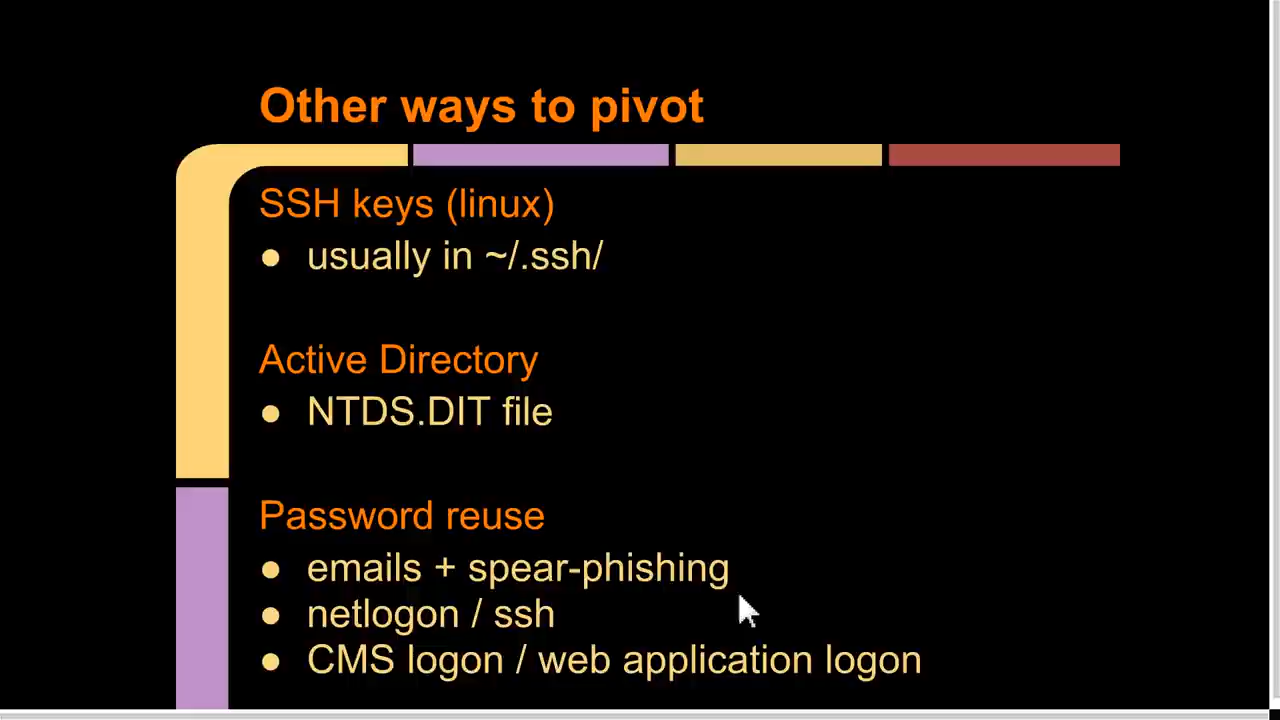 Other ways to pivot
SSH keys (linux)
● usually in ~/.ssh/
Active Directory
● NTDS.DIT file
Password reuse
● emails + spear-phishing
● netlogon / ssh
● CMS logon / web application logon